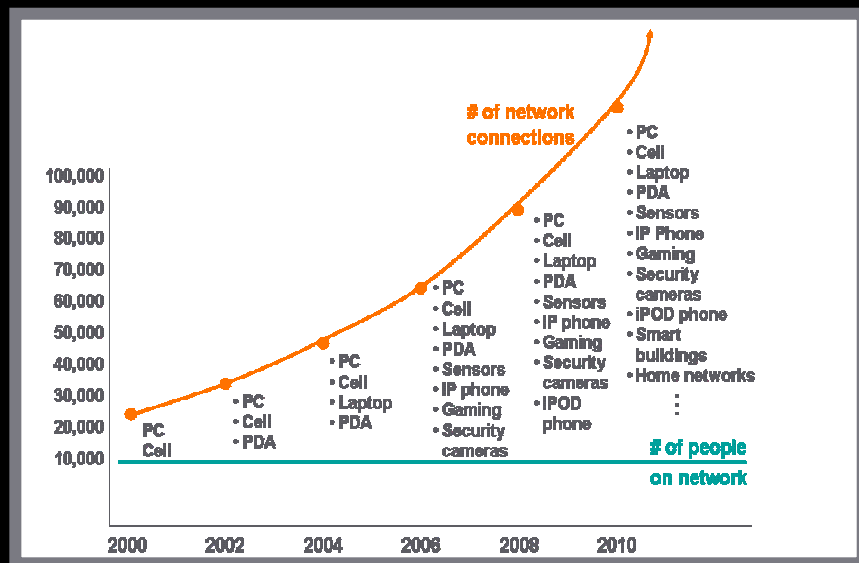 # of network
connections
100,000
90,000
80,000
70,000
60,000
50,000
40,000
30,000
20,000
10,000
PC
Cell
• PC
• Cell
• PDA
• PC
• Cell
• Laptop
• PDA
• PC
• Cell
• Laptop
• PDA
• Sensors
• IP phone
• Gaming
• Security
cameras
• PC
• Cell
• Laptop
• PDA
• Sensors
• IP phone
• Gaming
• Security
cameras
• IPOD
phone
• PC
• Cell
• Laptop
• PDA
• Sensors
• IP Phone
• Gaming
• Security
cameras
• iPOD phone
• Smart
buildings
• Home networks
⋮
# of people
on network
2000 2002 2004 2006 2008 2010